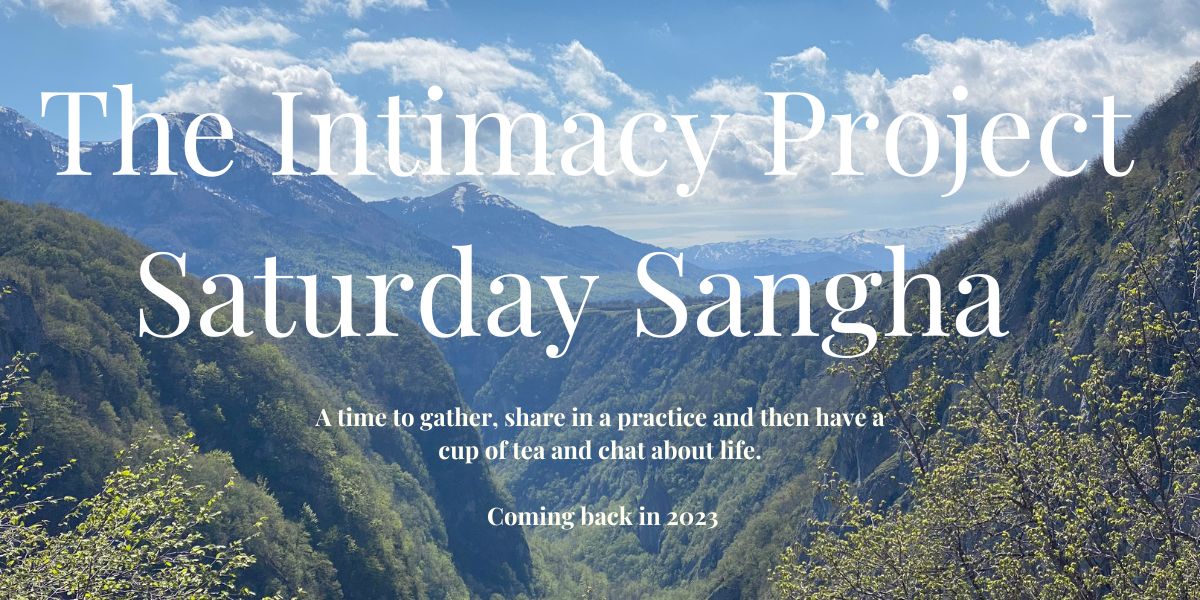 The Intimacy Project
Saturday Sangha
A time to gather, share in a practice and then have a
cup of tea and chat about life.
Coming back in 2023